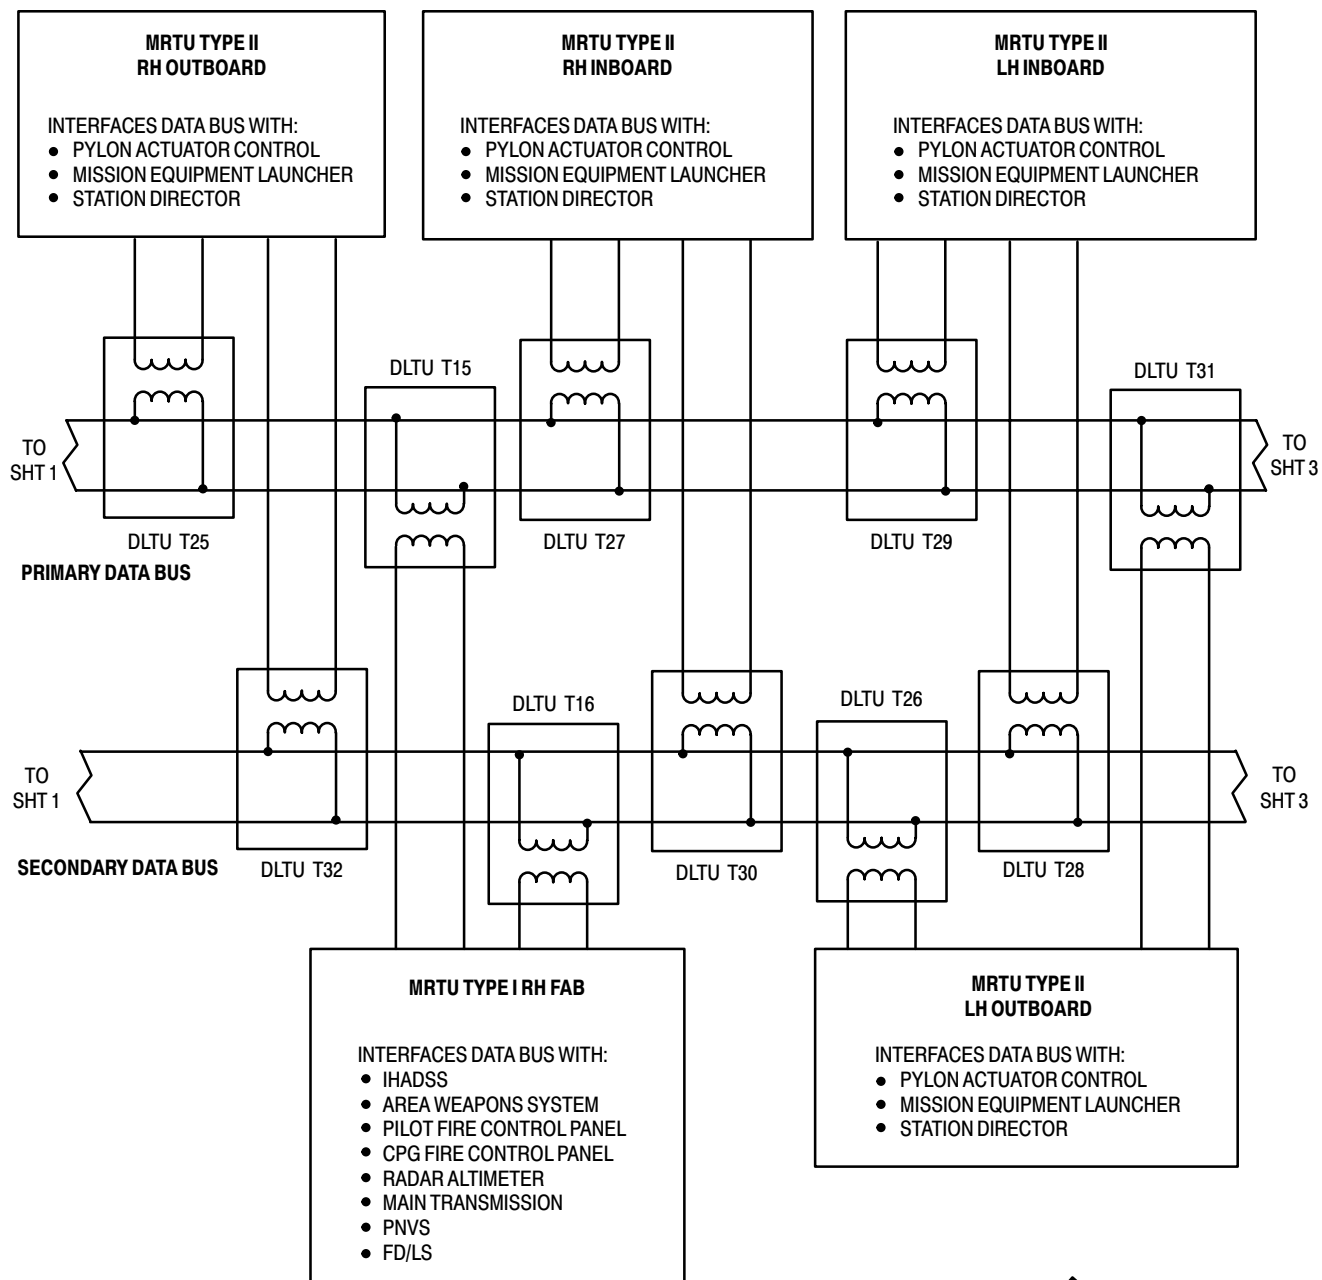 MRTU TYPE II
RH OUTBOARD
INTERFACES DATA BUS WITH:
● PYLON ACTUATOR CONTROL
● MISSION EQUIPMENT LAUNCHER
● STATION DIRECTOR
MRTU TYPE II
RH INBOARD
INTERFACES DATA BUS WITH:
● PYLON ACTUATOR CONTROL
● MISSION EQUIPMENT LAUNCHER
● STATION DIRECTOR
MRTU TYPE II
LH INBOARD
INTERFACES DATA BUS WITH:
● PYLON ACTUATOR CONTROL
● MISSION EQUIPMENT LAUNCHER
● STATION DIRECTOR
DLTU T15
DLTU T31
TO
SHT 1
TO
SHT 3
DLTU T25
DLTU T27
DLTU T29
PRIMARY DATA BUS
DLTU T16
DLTU T26
TO
SHT 1
TO
SHT 3
SECONDARY DATA BUS
DLTU T32
DLTU T30
DLTU T28
MRTU TYPE I RH FAB
INTERFACES DATA BUS WITH:
● IHADSS
● AREA WEAPONS SYSTEM
● PILOT FIRE CONTROL PANEL
● CPG FIRE CONTROL PANEL
● RADAR ALTIMETER
● MAIN TRANSMISSION
● PNVS
● FD/LS
MRTU TYPE II
LH OUTBOARD
INTERFACES DATA BUS WITH:
● PYLON ACTUATOR CONTROL
● MISSION EQUIPMENT LAUNCHER
● STATION DIRECTOR